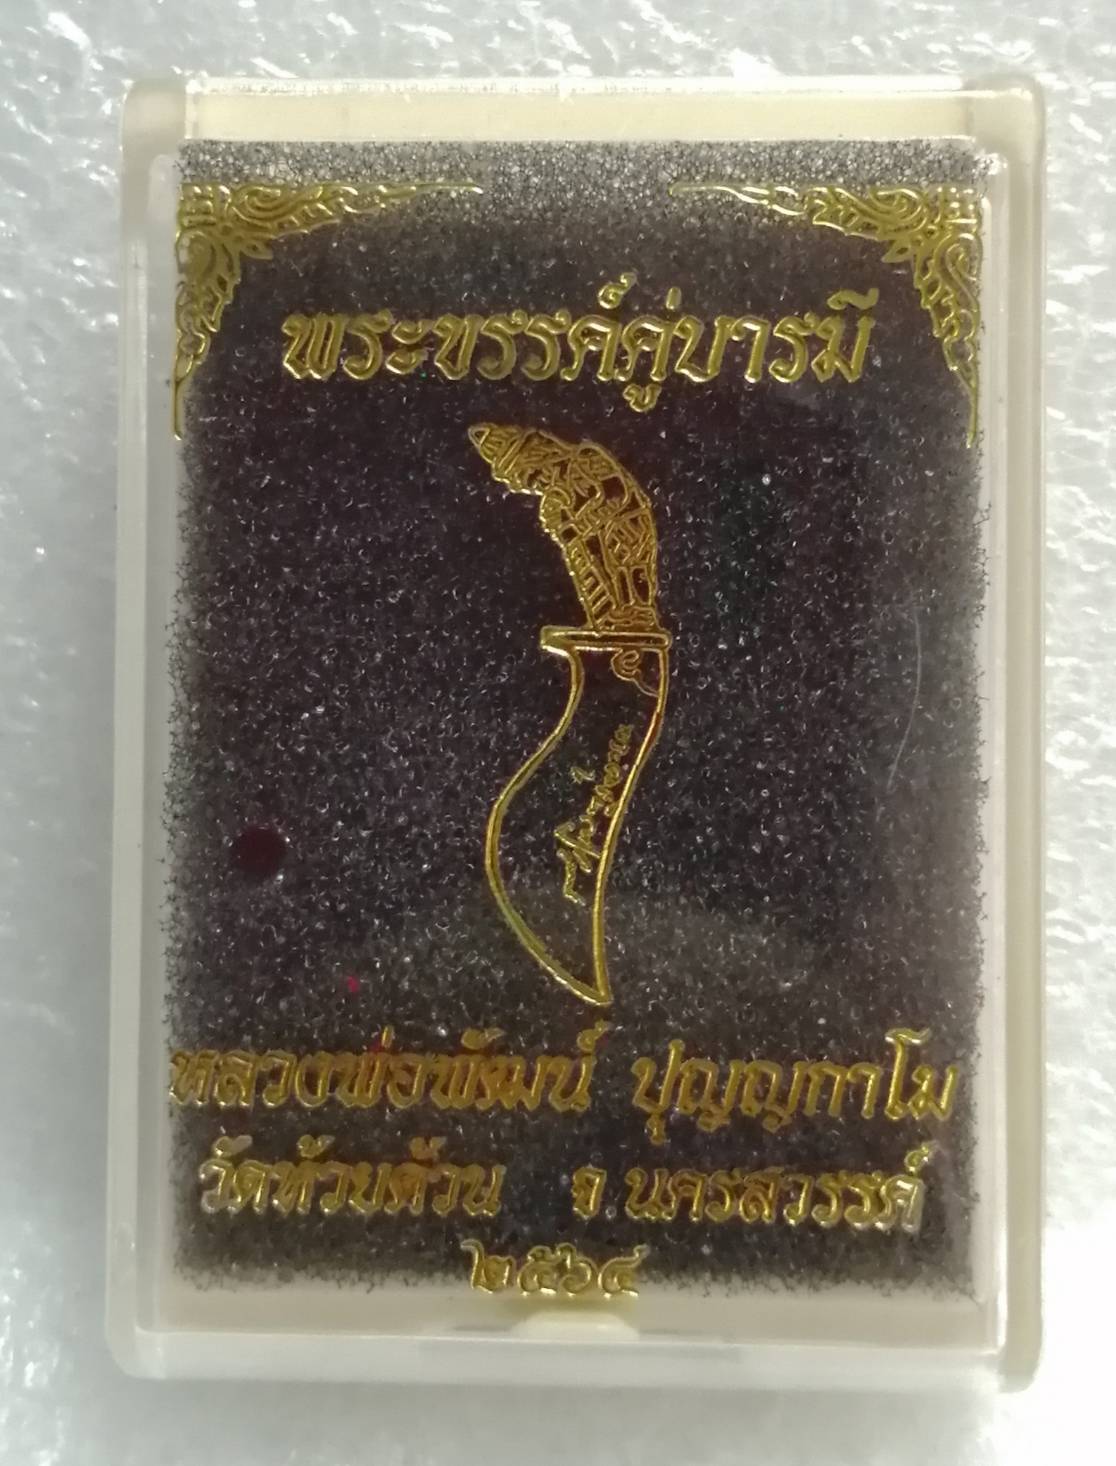 พระขรรค์คู่บารมี
หลวงพ่อพัฒน์ ปุญญกาโม
วัดห้วยด้วน จ นครสวรรค์
๒๕๖๔